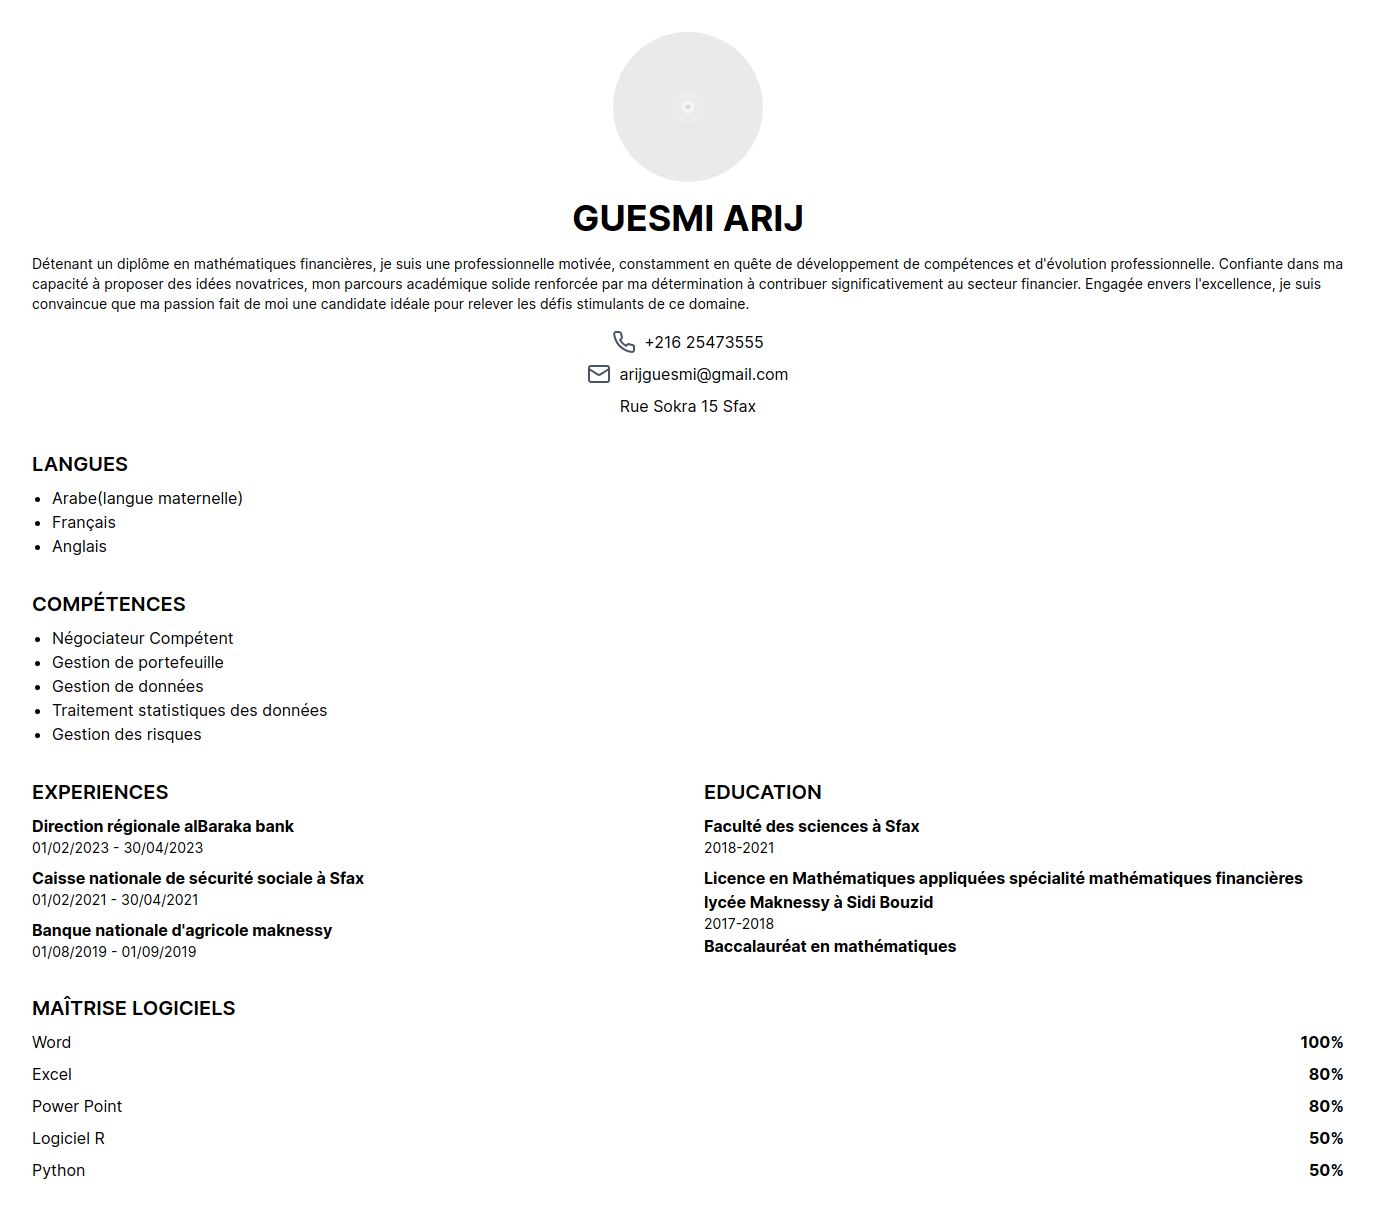 GUESMI ARIJ
Détenant un diplôme en mathématiques financières, je suis une professionnelle motivée, constamment en quête de développement de compétences et d'évolution professionnelle. Confiante dans ma
capacité à proposer des idées novatrices, mon parcours académique solide renforcée par ma détermination à contribuer significativement au secteur financier. Engagée envers l'excellence, je suis
convaincue que ma passion fait de moi une candidate idéale pour relever les défis stimulants de ce domaine.
+216 25473555
arijguesmi@gmail.com
Rue Sokra 15 Sfax
LANGUES
• Arabe(langue maternelle)
• Français
• Anglais
COMPÉTENCES
• Négociateur Compétent
• Gestion de portefeuille
• Gestion de données
• Traitement statistiques des données
• Gestion des risques
EXPERIENCES
Direction régionale alBaraka bank
01/02/2023 - 30/04/2023
Caisse nationale de sécurité sociale à Sfax
01/02/2021 - 30/04/2021
Banque nationale d'agricole maknessy
01/08/2019 - 01/09/2019
EDUCATION
Faculté des sciences à Sfax
2018-2021
Licence en Mathématiques appliquées spécialité mathématiques financières
lycée Maknessy à Sidi Bouzid
2017-2018
Baccalauréat en mathématiques
MAÎTRISE LOGICIELS
Word 100%
Excel 80%
Power Point 80%
Logiciel R 50%
Python 50%